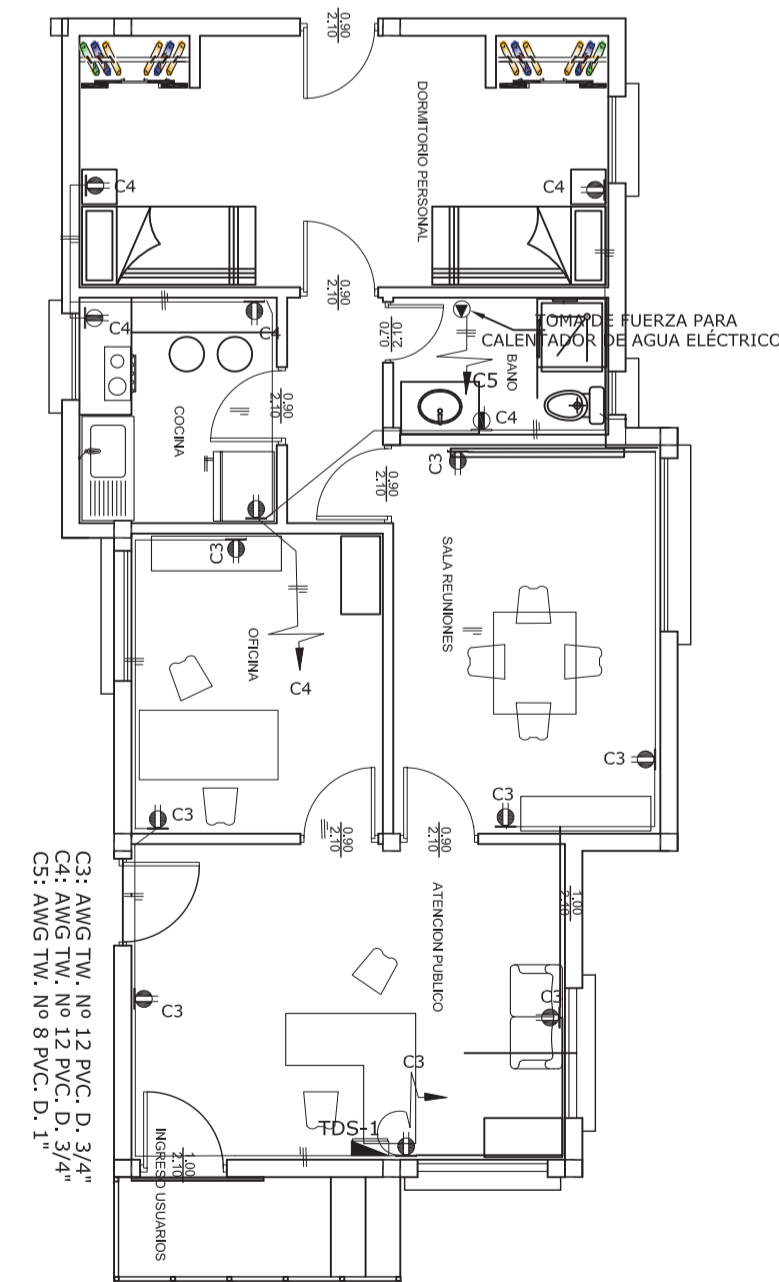 0.90
2.10
DORMITORIO PERSONAL
C4
C4
0.90
2.10
C4
C4
0.70
2.10
TOMA DE FUERZA PARA
CALENTADOR DE AGUA ELÉCTRICO
BANO
C5
C4
COCINA
0.90
2.10
0.90
2.10
C3
C3
SALA REUNIONES
OFICINA
C4
C3
C3
C3
0.90
2.10
0.90
2.10
ATENCION PUBLICO
1.00
2.10
C3
C3
C3
TDS-1
INGRESO USUARIOS
1.00
2.10
C3: AWG TW. Nº 12 PVC. D. 3/4"
C4: AWG TW. Nº 12 PVC. D. 3/4"
C5: AWG TW. Nº 8 PVC. D. 1"